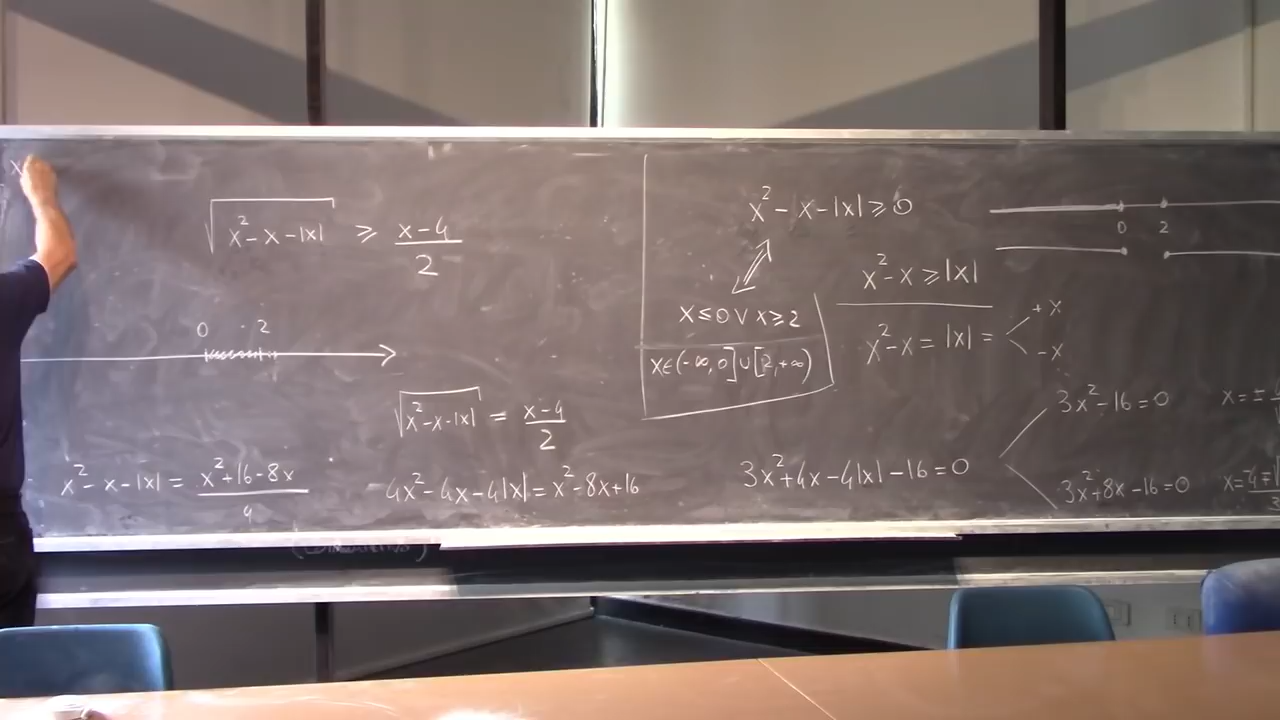 x
√(x² - x - |x|) ≥ (x-4)/2
0 2
√(x² - x - |x|) = (x-4)/2
x² - x - |x| = (x² + 16 - 8x)/4
4x² - 4x - 4|x| = x² - 8x + 16
x² - x - |x| ≥ 0
x ≤ 0 ∨ x ≥ 2
x ∈ (-∞, 0] ∪ [2, +∞)
x² - x ≥ |x|
x² - x = |x| =
+x
-x
0 2
3x² + 4x - 4|x| - 16 = 0
3x² - 16 = 0 x = ±
3x² + 8x - 16 = 0